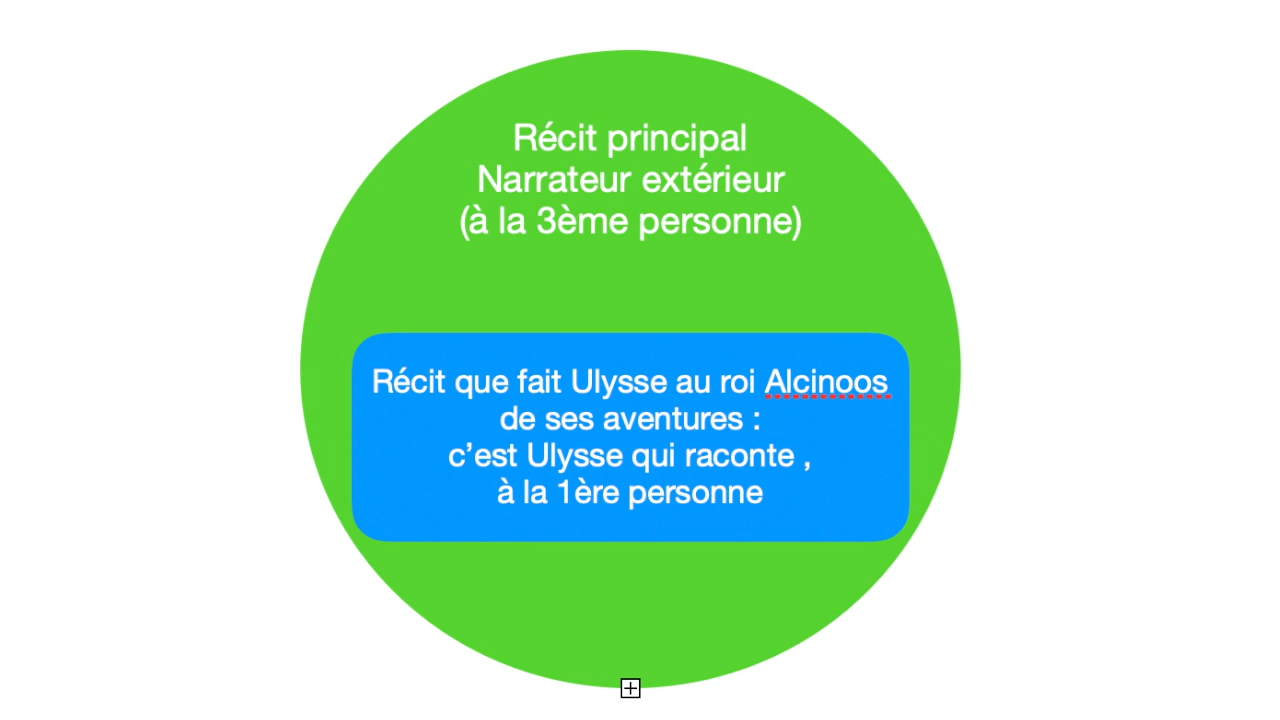 Récit principal
Narrateur extérieur
(à la 3ème personne)
Récit que fait Ulysse au roi Alcinoos
de ses aventures :
c’est Ulysse qui raconte ,
à la 1ère personne